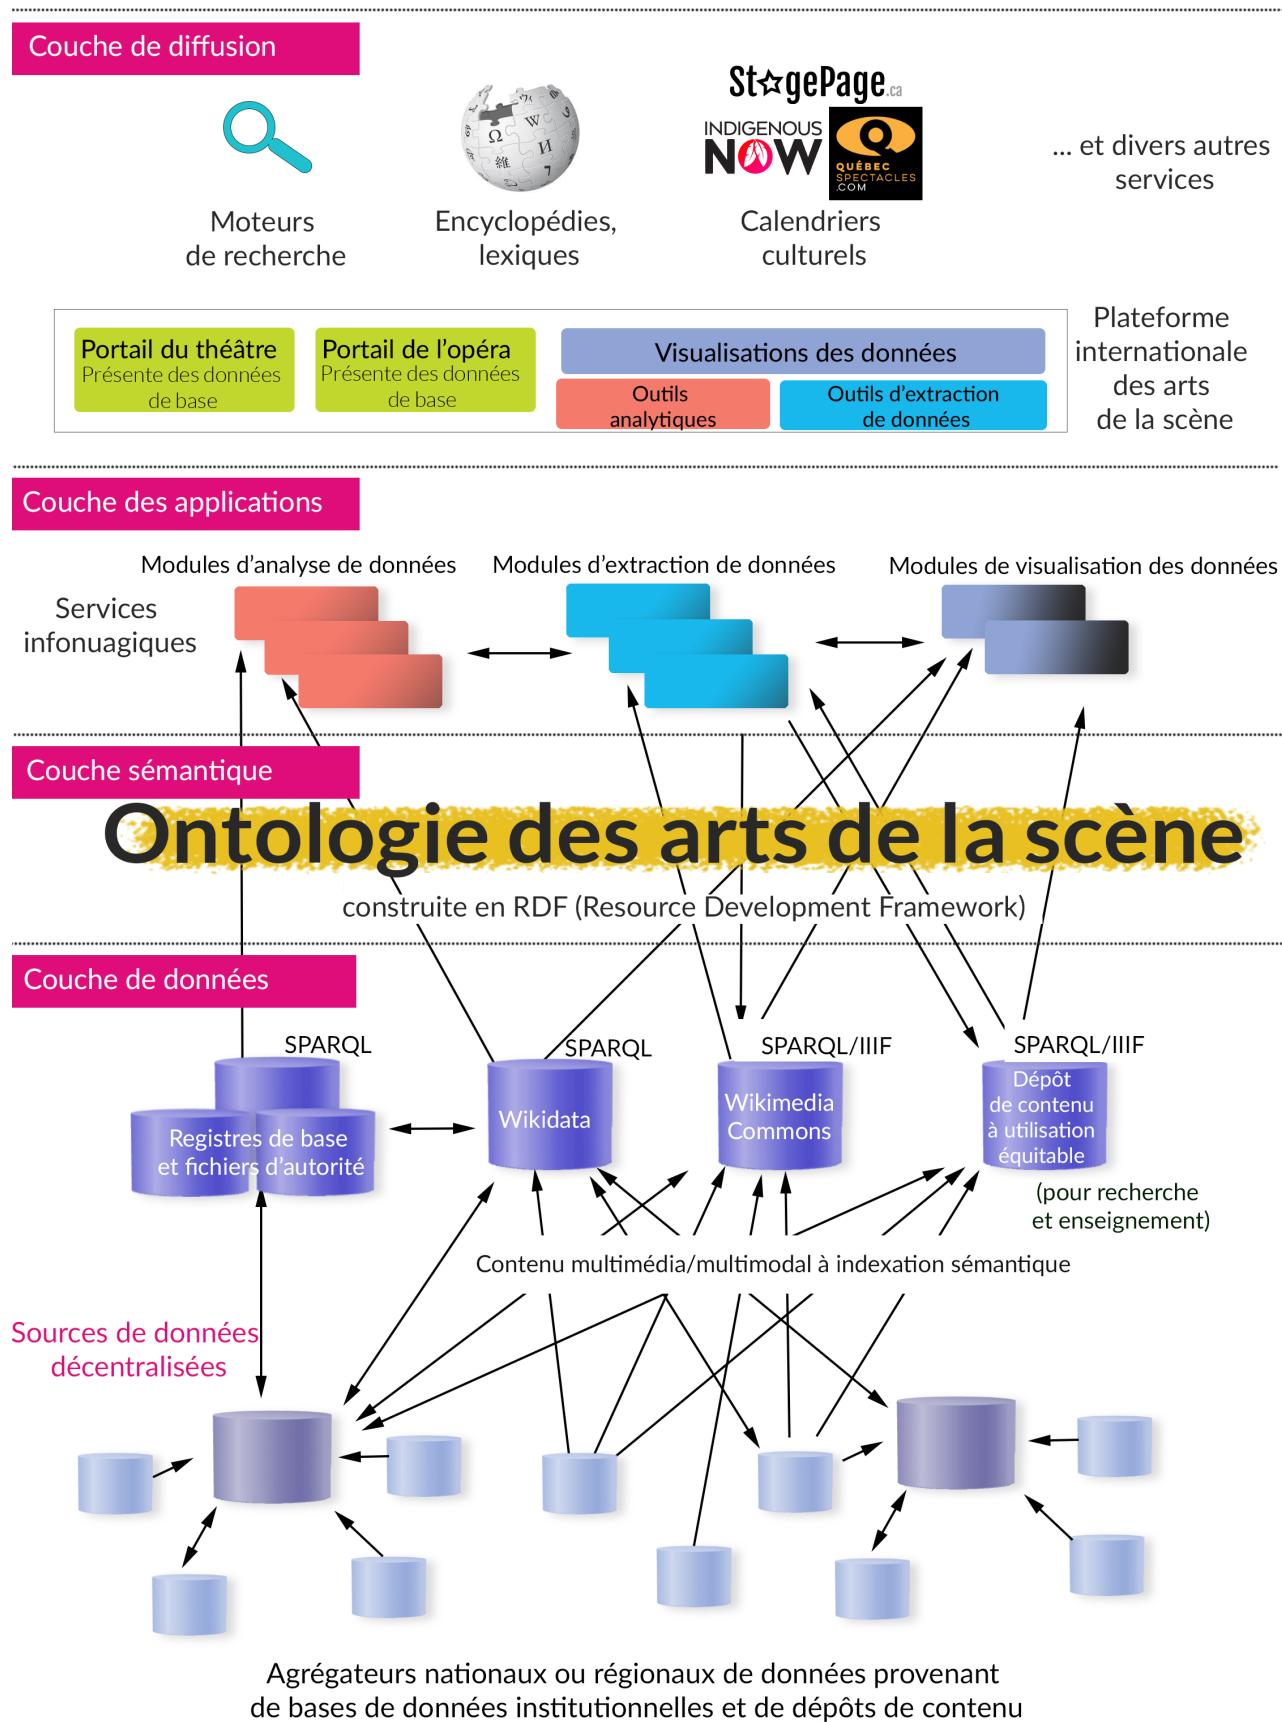 Couche de diffusion
St☆gePage.ca
INDIGENOUS
NOW
QUÉBEC
SPECTACLES
.COM
Ω
W
И
維
Moteurs
de recherche
Encyclopédies,
lexiques
Calendriers
culturels
... et divers autres
services
Portail du théâtre
Présente des données
de base
Portail de l'opéra
Présente des données
de base
Visualisations des données
Outils
analytiques
Outils d'extraction
de données
Plateforme
internationale
des arts
de la scène
Couche des applications
Modules d'analyse de données
Modules d'extraction de données
Modules de visualisation des données
Services
infonuagiques
Couche sémantique
Ontologie des arts de la scène
construite en RDF (Resource Development Framework)
Couche de données
SPARQL
SPARQL
SPARQL/IIIF
SPARQL/IIIF
Registres de base
et fichiers d'autorité
Wikidata
Wikimedia
Commons
Dépôt
de contenu
à utilisation
équitable
(pour recherche
et enseignement)
Contenu multimédia/multimodal à indexation sémantique
Sources de données
décentralisées
Agrégateurs nationaux ou régionaux de données provenant
de bases de données institutionnelles et de dépôts de contenu